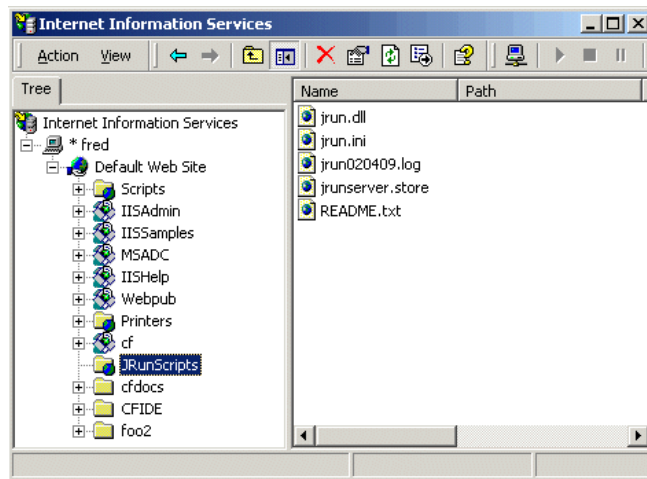 Internet Information Services
Action View
Tree
Name Path
Internet Information Services
* fred
Default Web Site
Scripts
IISAdmin
IISSamples
MSADC
IISHelp
Webpub
Printers
cf
JRunScripts
cfdocs
CFIDE
foo2
jrun.dll
jrun.ini
jrun020409.log
jrunserver.store
README.txt